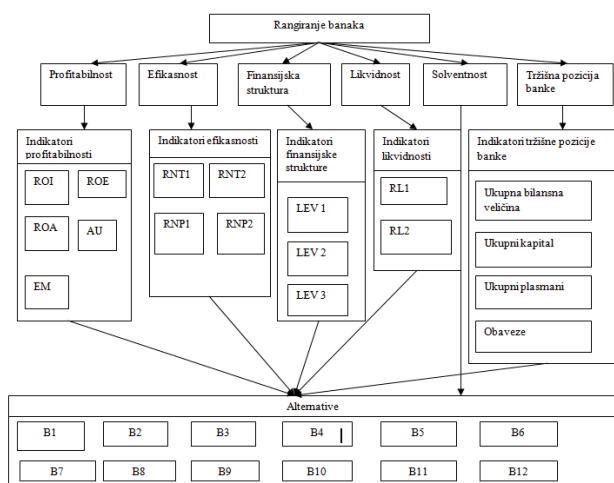 Rangiranje banaka
Profitabilnost
Efikasnost
Finansijska
struktura
Likvidnost
Solventnost
Tržišna pozicija
banke
Indikatori
profitabilnosti
ROI
ROE
ROA
AU
EM
Indikatori efikasnosti
RNT1
RNT2
RNP1
RNP2
Indikatori
finansijske
strukture
LEV 1
LEV 2
LEV 3
Indikatori
likvidnosti
RL1
RL2
Indikatori tržišne pozicije
banke
Ukupna bilansna
veličina
Ukupni kapital
Ukupni plasmani
Obaveze
Alternative
B1
B2
B3
B4
B5
B6
B7
B8
B9
B10
B11
B12